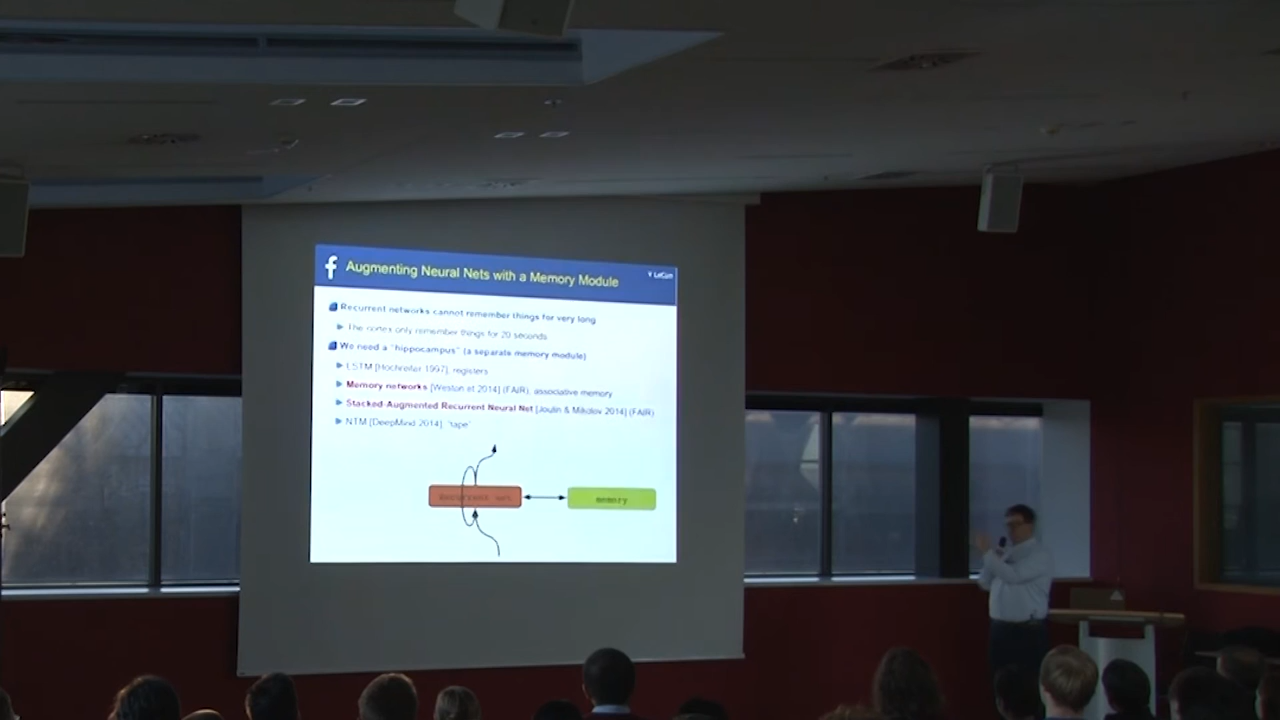 f Augmenting Neural Nets with a Memory Module
Y LeCun
Recurrent networks cannot remember things for very long
The cortex only remember things for 20 seconds
We need a "hippocampus" (a separate memory module)
LSTM [Hochreiter 1997], registers
Memory networks [Weston et 2014] (FAIR), associative memory
Stacked-Augmented Recurrent Neural Net [Joulin & Mikolov 2014] (FAIR)
NTM [DeepMind 2014], "tape"
Recurrent net
memory